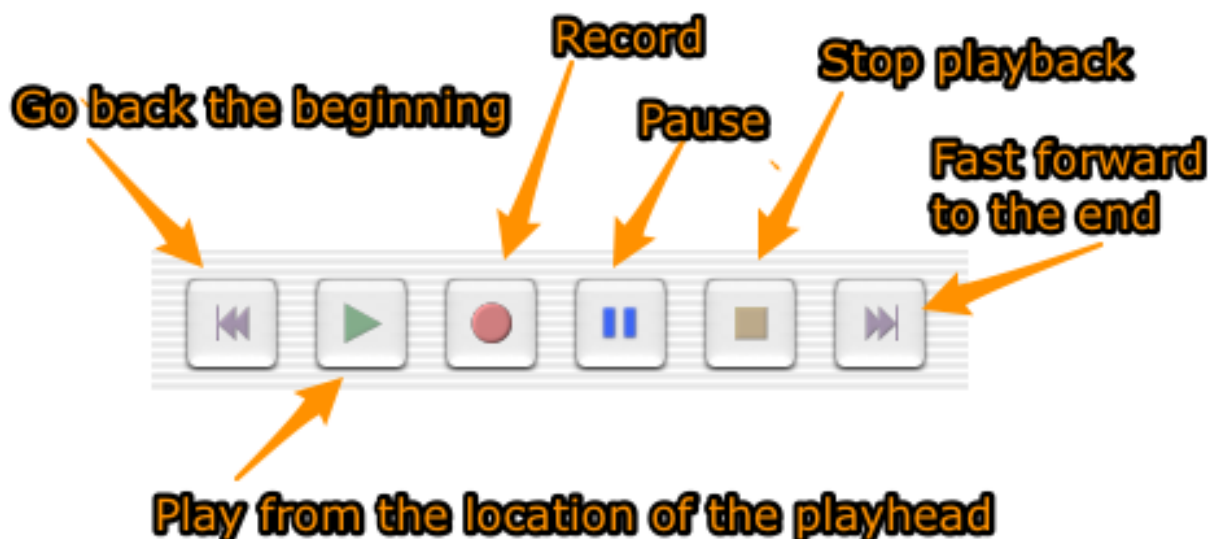 Record
Stop playback
Go back the beginning
Pause
Fast forward
to the end
Play from the location of the playhead